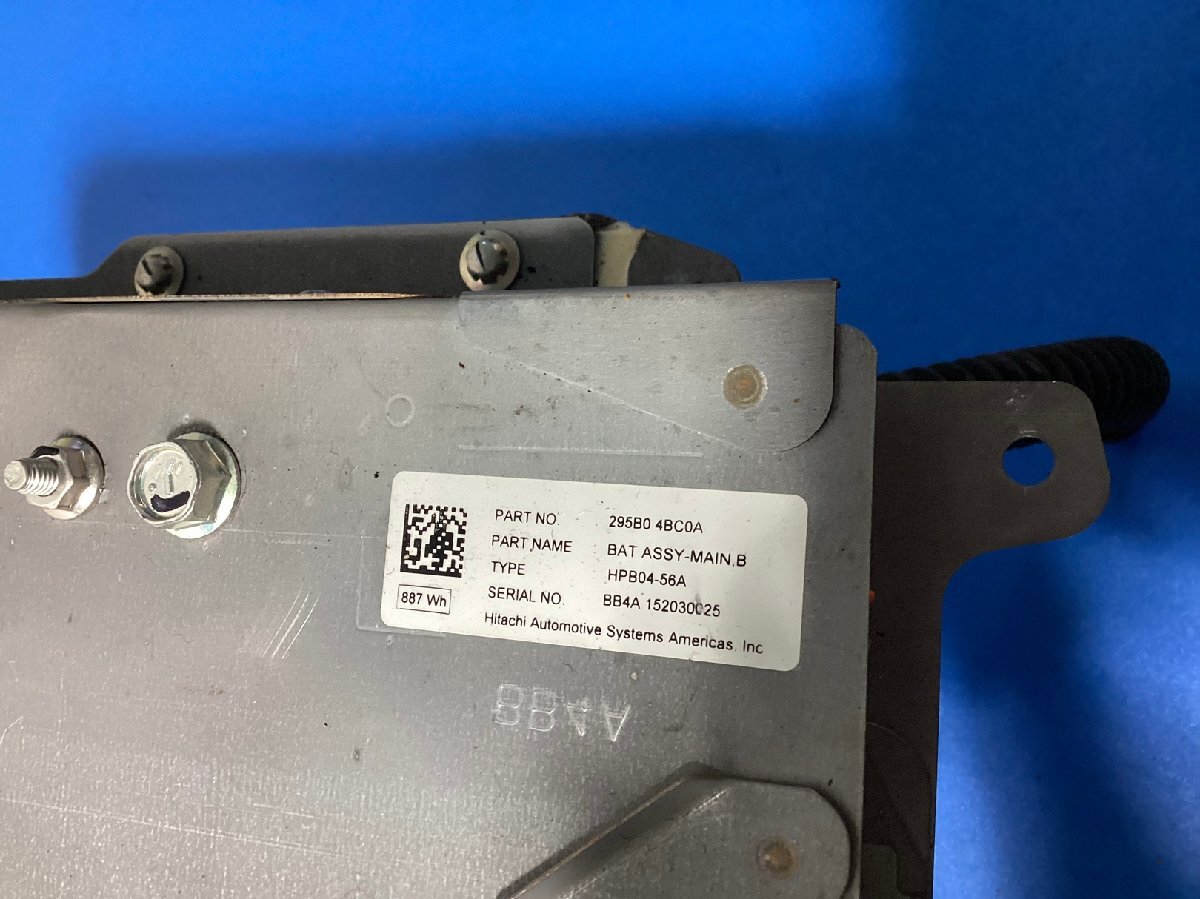 PART NO. 295B0 4BC0A
PART NAME BAT ASSY-MAIN,B
TYPE HPB04-56A
SERIAL NO. BB4A 152030025
887 Wh
Hitachi Automotive Systems Americas, Inc
BB4A